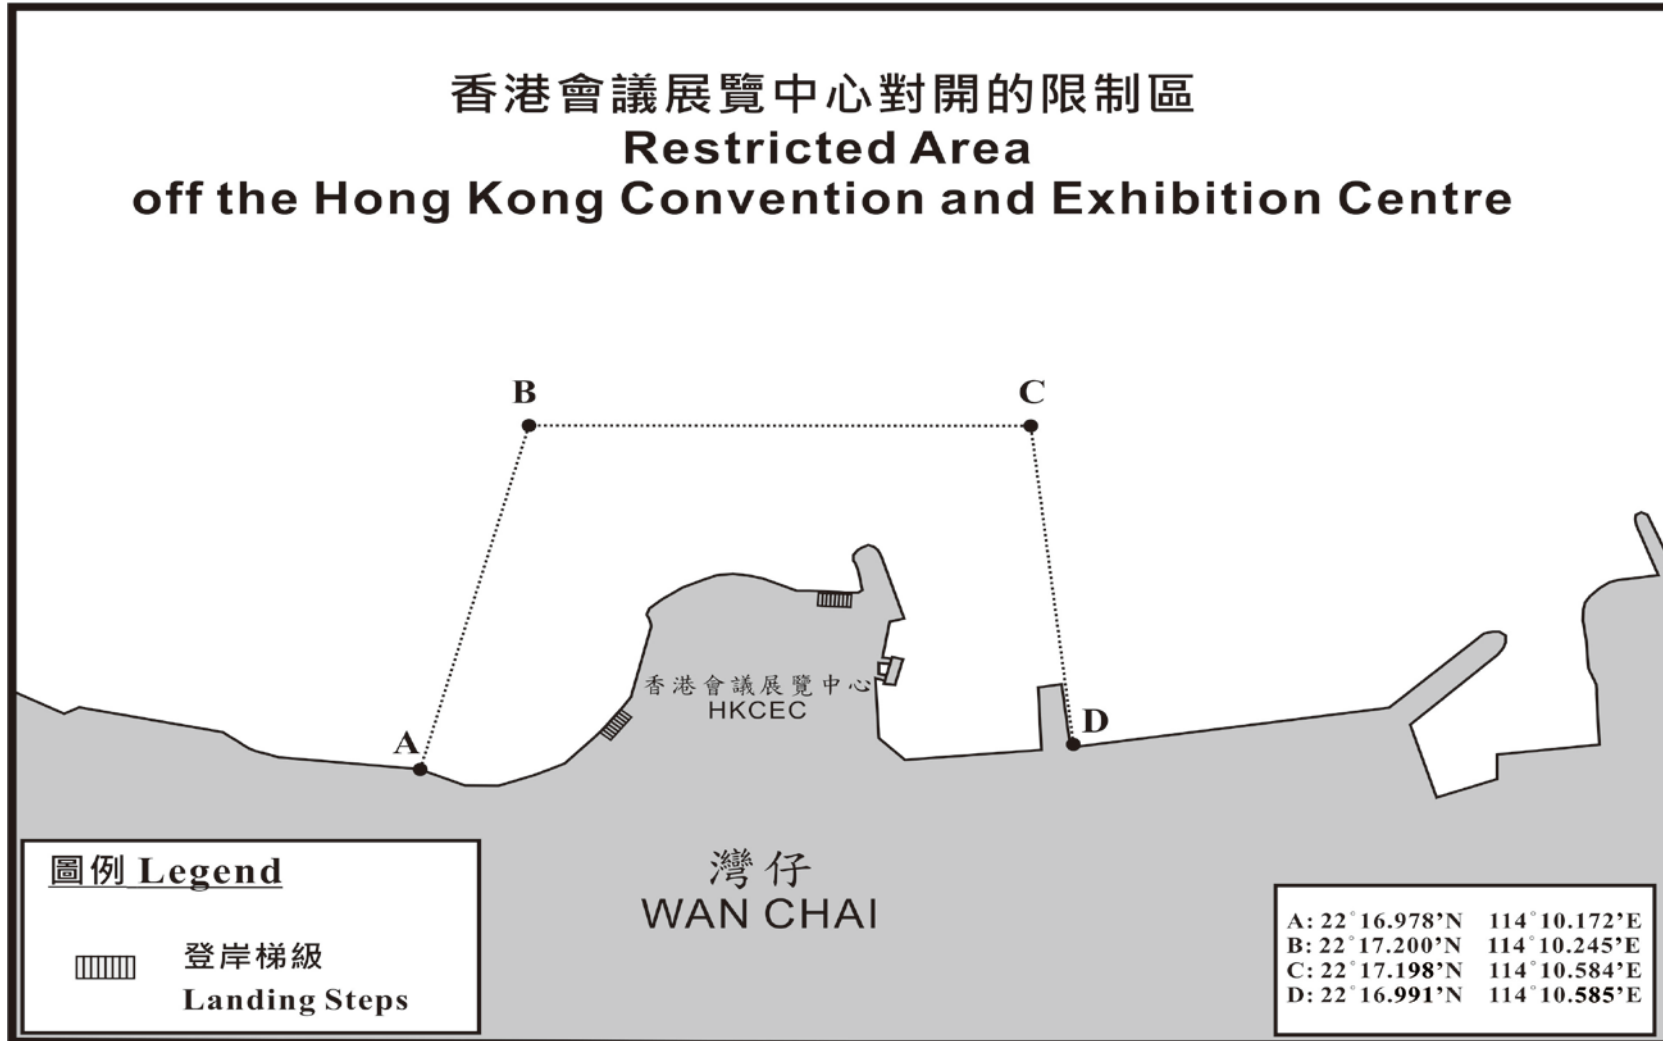 香港會議展覽中心對開的限制區
Restricted Area
off the Hong Kong Convention and Exhibition Centre
B
C
香港會議展覽中心
HKCEC
A
D
灣仔
WAN CHAI
圖例 Legend
登岸梯級
Landing Steps
A: 22°16.978’N 114°10.172’E
B: 22°17.200’N 114°10.245’E
C: 22°17.198’N 114°10.584’E
D: 22°16.991’N 114°10.585’E